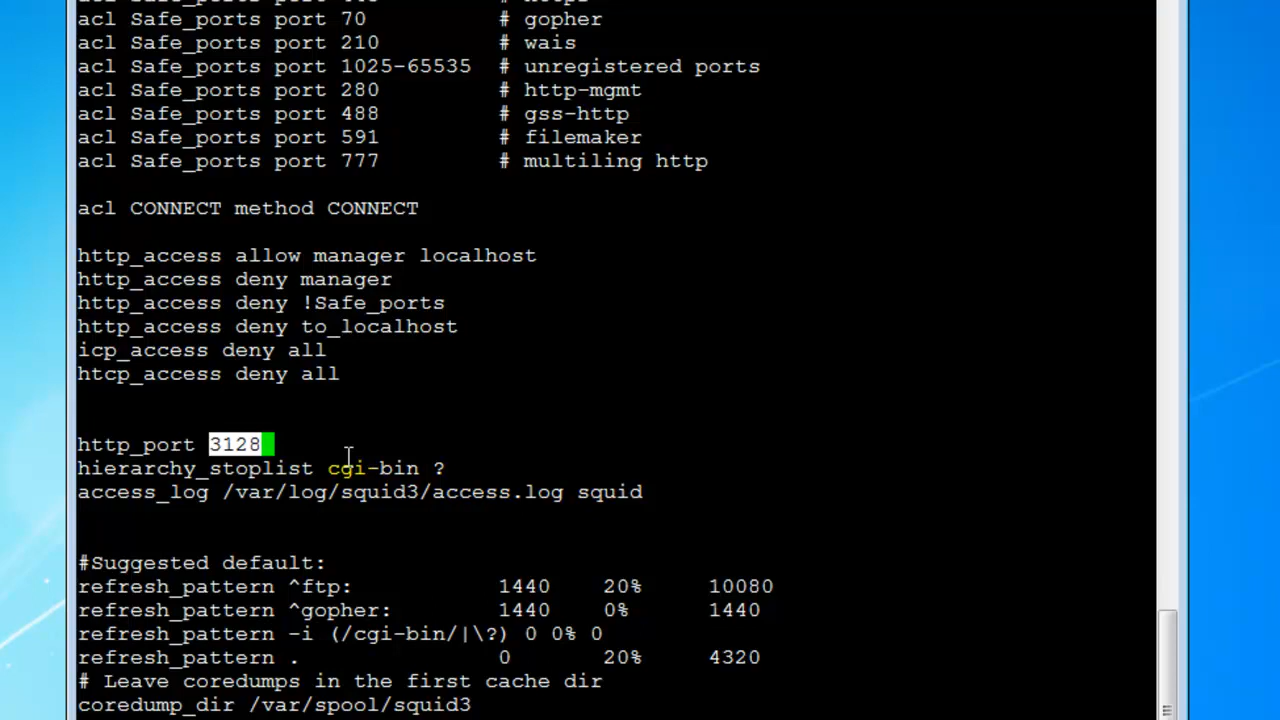 acl Safe_ports port 70 # gopher
acl Safe_ports port 210 # wais
acl Safe_ports port 1025-65535 # unregistered ports
acl Safe_ports port 280 # http-mgmt
acl Safe_ports port 488 # gss-http
acl Safe_ports port 591 # filemaker
acl Safe_ports port 777 # multiling http
acl CONNECT method CONNECT
http_access allow manager localhost
http_access deny manager
http_access deny !Safe_ports
http_access deny to_localhost
icp_access deny all
htcp_access deny all
http_port 3128
hierarchy_stoplist cgi-bin ?
access_log /var/log/squid3/access.log squid
#Suggested default:
refresh_pattern ^ftp: 1440 20% 10080
refresh_pattern ^gopher: 1440 0% 1440
refresh_pattern -i (/cgi-bin/|\?) 0 0% 0
refresh_pattern . 0 20% 4320
# Leave coredumps in the first cache dir
coredump_dir /var/spool/squid3